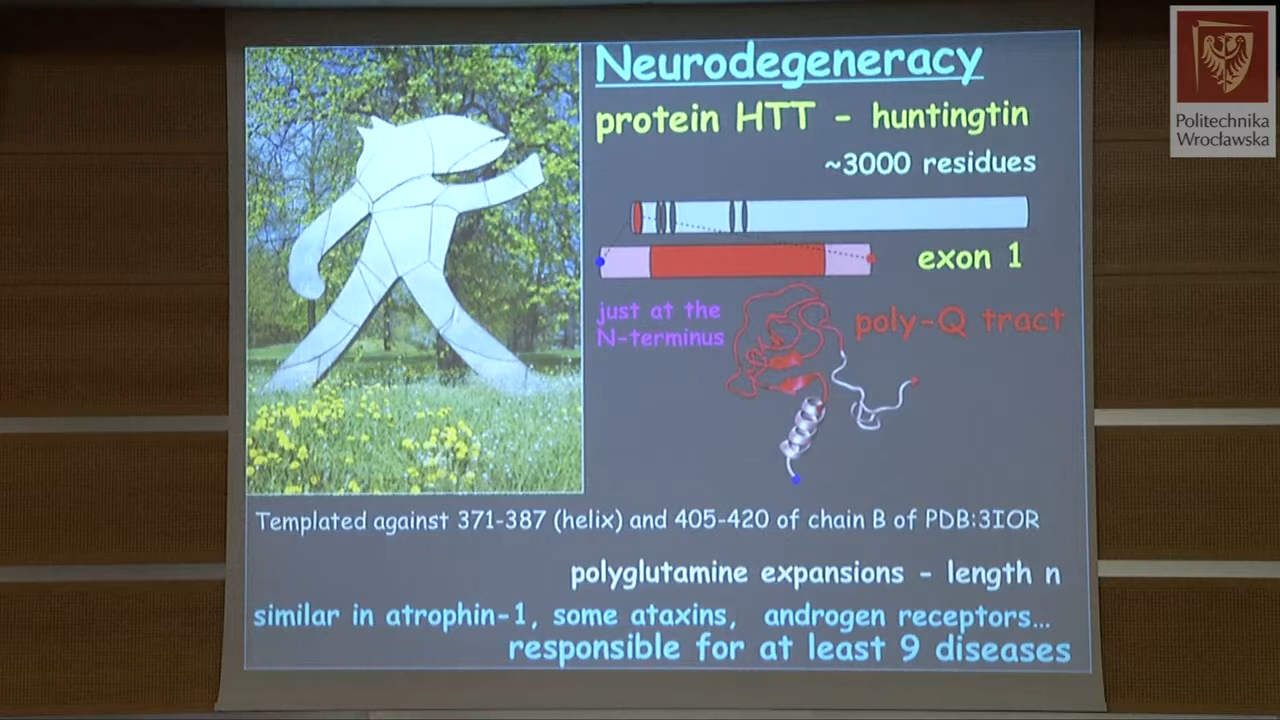 Neurodegeneracy
protein HTT - huntingtin
~3000 residues
exon 1
just at the
N-terminus
poly-Q tract
Templated against 371-387 (helix) and 405-420 of chain B of PDB:3IOR
polyglutamine expansions - length n
similar in atrophin-1, some ataxins, androgen receptors...
responsible for at least 9 diseases
Politechnika
Wrocławska